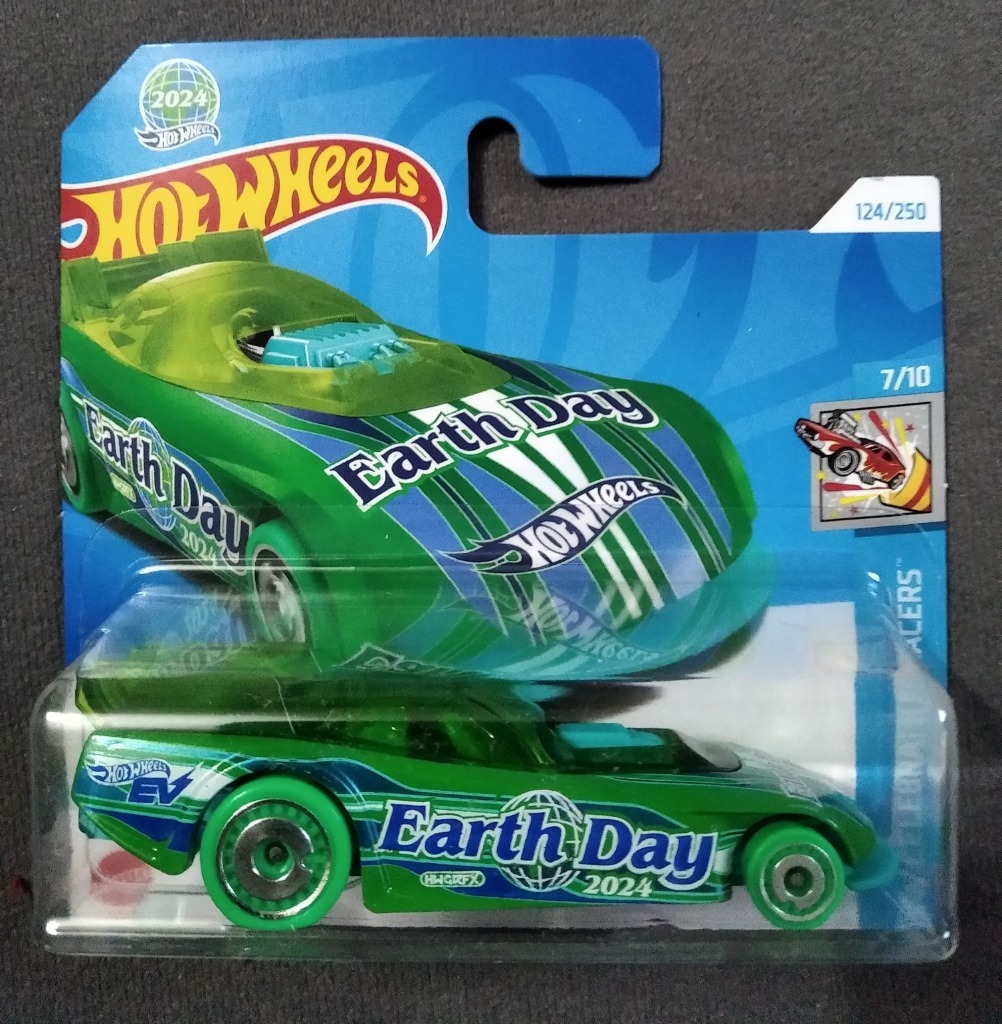 2024
HOT WHEELS
HOT WHEELS
124/250
7/10
Earth Day
Earth Day
2024
HOT WHEELS
ACERS™
HOT WHEELS
EV
Earth Day
HWGRFX
2024